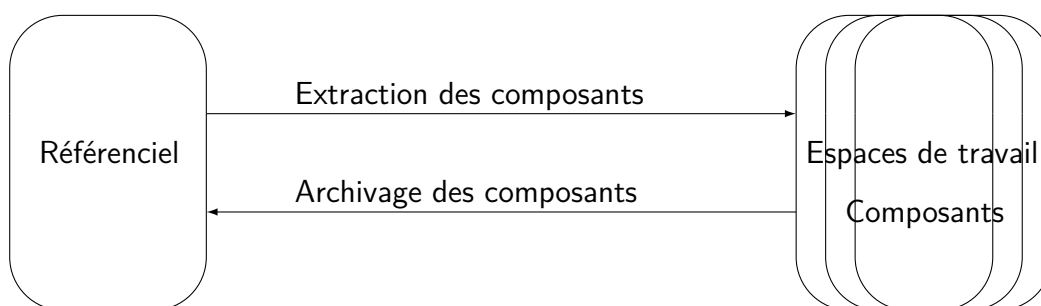 Extraction des composants
Référenciel
Espaces de travail
Archivage des composants
Composants